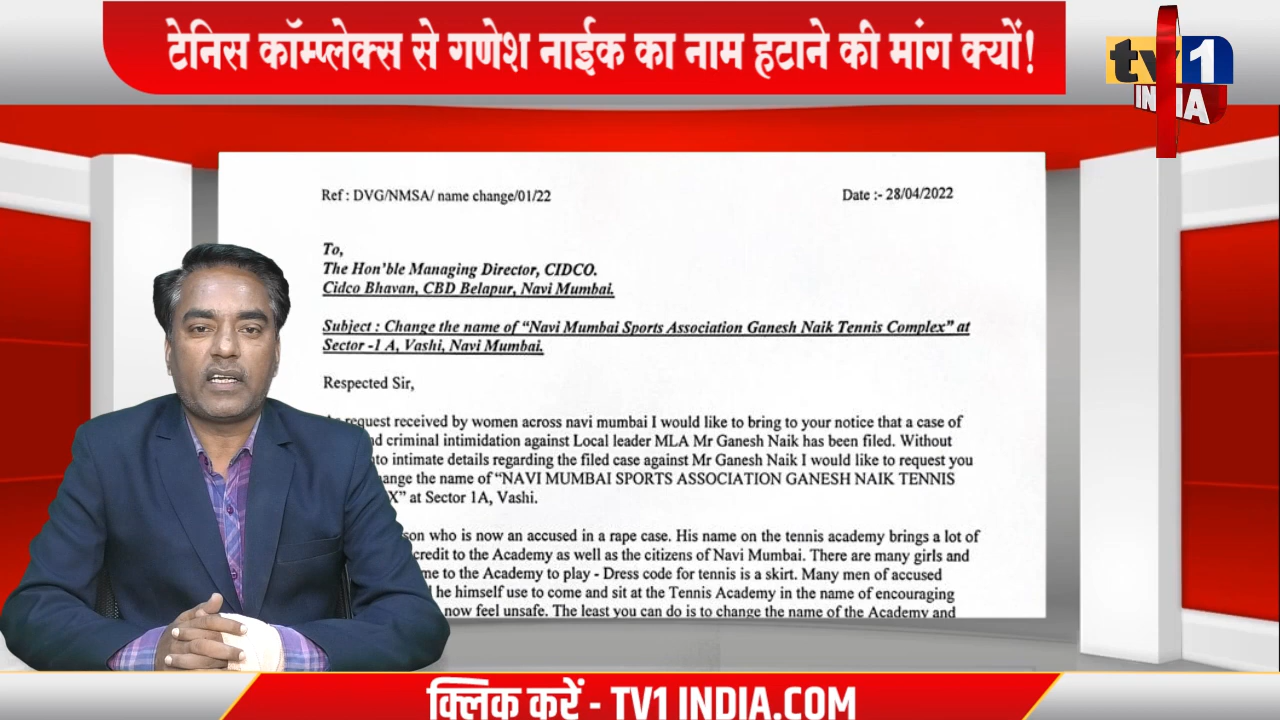 टेनिस कॉम्प्लेक्स से गणेश नाईक का नाम हटाने की मांग क्यों!
tv1
INDIA
Ref : DVG/NMSA/ name change/01/22 Date :- 28/04/2022
To,
The Hon'ble Managing Director, CIDCO.
Cidco Bhavan, CBD Belapur, Navi Mumbai.
Subject : Change the name of "Navi Mumbai Sports Association Ganesh Naik Tennis Complex" at
Sector -1 A, Vashi, Navi Mumbai.
Respected Sir,
request received by women across navi mumbai I would like to bring to your notice that a case of
criminal intimidation against Local leader MLA Mr Ganesh Naik has been filed. Without
intimate details regarding the filed case against Mr Ganesh Naik I would like to request you
the name of "NAVI MUMBAI SPORTS ASSOCIATION GANESH NAIK TENNIS
at Sector 1A, Vashi.
who is now an accused in a rape case. His name on the tennis academy brings a lot of
credit to the Academy as well as the citizens of Navi Mumbai. There are many girls and
to the Academy to play - Dress code for tennis is a skirt. Many men of accused
he himself use to come and sit at the Tennis Academy in the name of encouraging
now feel unsafe. The least you can do is to change the name of the Academy and
क्लिक करें - TV1 INDIA.COM